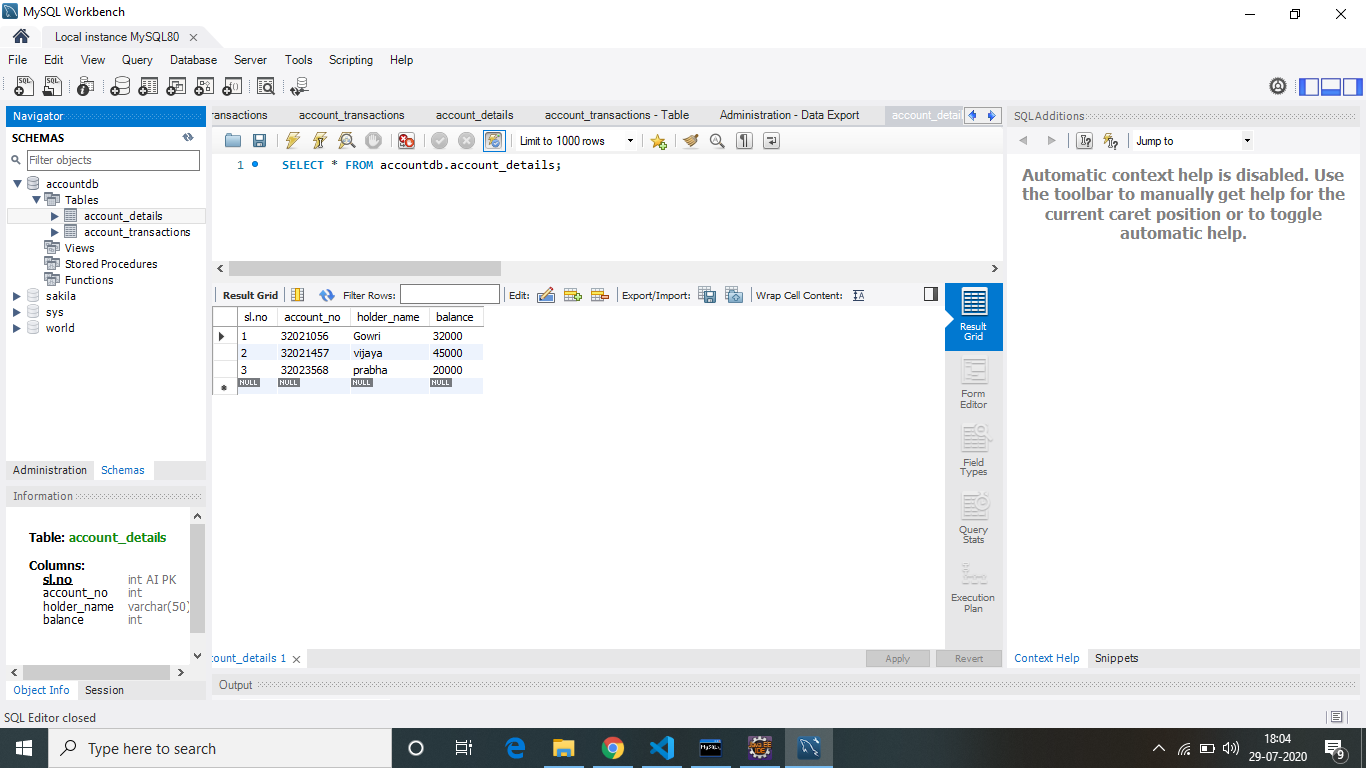 MySQL Workbench
Local instance MySQL80
File Edit View Query Database Server Tools Scripting Help
Navigator
SCHEMAS
Filter objects
accountdb
Tables
account_details
account_transactions
Views
Stored Procedures
Functions
sakila
sys
world
Administration Schemas
Information
Table: account_details
Columns:
sl.no int AI PK
account_no int
holder_name varchar(50)
balance int
Object Info Session
ansactions account_transactions account_details account_transactions - Table Administration - Data Export account_detail
Limit to 1000 rows
1 SELECT * FROM accountdb.account_details;
Result Grid Filter Rows: Edit: Export/Import: Wrap Cell Content: IA
sl.no account_no holder_name balance
1 32021056 Gowri 32000
2 32021457 vijaya 45000
3 32023568 prabha 20000
NULL NULL NULL NULL
Result
Grid
Form
Editor
Field
Types
Query
Stats
Execution
Plan
count_details 1 Apply Revert
Output
SQLAdditions
Jump to
Automatic context help is disabled. Use
the toolbar to manually get help for the
current caret position or to toggle
automatic help.
Context Help Snippets
SQL Editor closed
Type here to search
18:04
29-07-2020
9